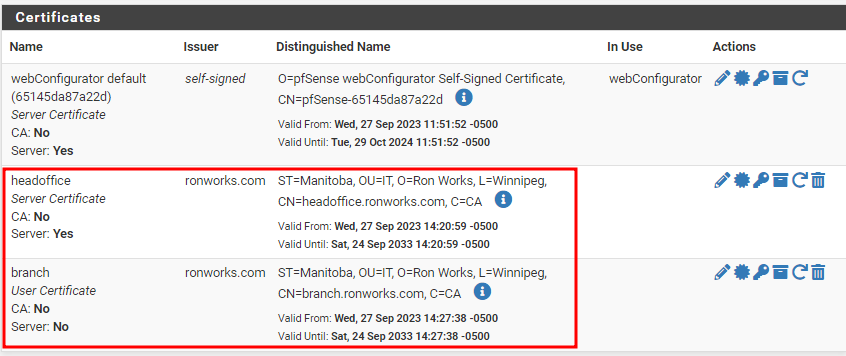 Certificates
Name Issuer Distinguished Name In Use Actions
webConfigurator default self-signed O=pfSense webConfigurator Self-Signed Certificate, webConfigurator
(65145da87a22d) CN=pfSense-65145da87a22d
Server Certificate
CA: No Valid From: Wed, 27 Sep 2023 11:51:52 -0500
Server: Yes Valid Until: Tue, 29 Oct 2024 11:51:52 -0500
headoffice ronworks.com ST=Manitoba, OU=IT, O=Ron Works, L=Winnipeg,
Server Certificate CN=headoffice.ronworks.com, C=CA
CA: No Valid From: Wed, 27 Sep 2023 14:20:59 -0500
Server: Yes Valid Until: Sat, 24 Sep 2033 14:20:59 -0500
branch ronworks.com ST=Manitoba, OU=IT, O=Ron Works, L=Winnipeg,
User Certificate CN=branch.ronworks.com, C=CA
CA: No Valid From: Wed, 27 Sep 2023 14:27:38 -0500
Server: No Valid Until: Sat, 24 Sep 2033 14:27:38 -0500